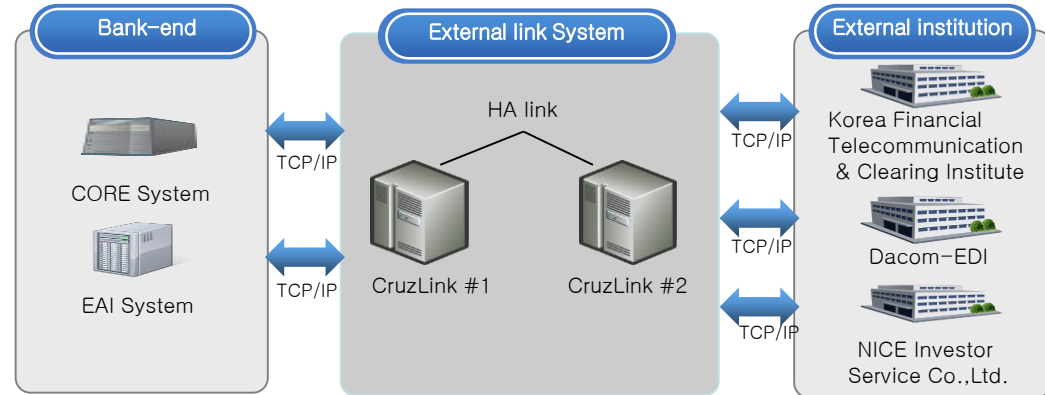 Bank-end
External link System
External institution
CORE System
EAI System
TCP/IP
TCP/IP
HA link
CruzLink #1
CruzLink #2
TCP/IP
TCP/IP
TCP/IP
Korea Financial
Telecommunication
& Clearing Institute
Dacom-EDI
NICE Investor
Service Co.,Ltd.